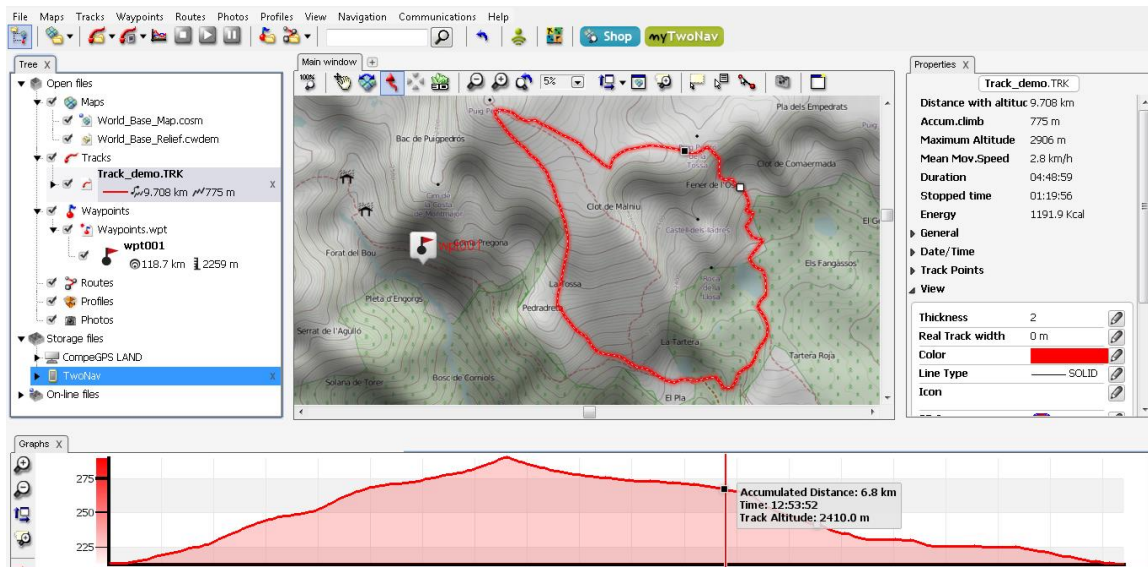 File Maps Tracks Waypoints Routes Photos Profiles View Navigation Communications Help
Shop myTwoNav
Tree X
Open files
Maps
World_Base_Map.cosm
World_Base_Relief.cwdem
Tracks
Track_demo.TRK
9.708 km 775 m X
Waypoints
Waypoints.wpt
wpt001
118.7 km 2259 m
Routes
Profiles
Photos
Storage files
CompeGPS LAND
TwoNav X
On-line files
Main window
100% 5%
Pla dels Empedrats
Puig
Bac de Puigpedrós
Clot de Comaermada
Fener de l'Os
Clot de Malniu
Castell dels Lladres
wpt001
Pregona
Forat del Bou
Els Fangassos
La Fossa
Pleta d'Engorgs
Pedradreta
Serrat de l'Agulló
La Tartera
Tartera Roja
Solana de Torer
Bosc de Corniols
El Pla
Properties X
Track_demo.TRK
Distance with altituc 9.708 km
Accum.climb 775 m
Maximum Altitude 2906 m
Mean Mov.Speed 2.8 km/h
Duration 04:48:59
Stopped time 01:19:56
Energy 1191.9 Kcal
General
Date/Time
Track Points
View
Thickness 2
Real Track width 0 m
Color
Line Type SOLID
Icon
Graphs X
275
250
225
Accumulated Distance: 6.8 km
Time: 12:53:52
Track Altitude: 2410.0 m